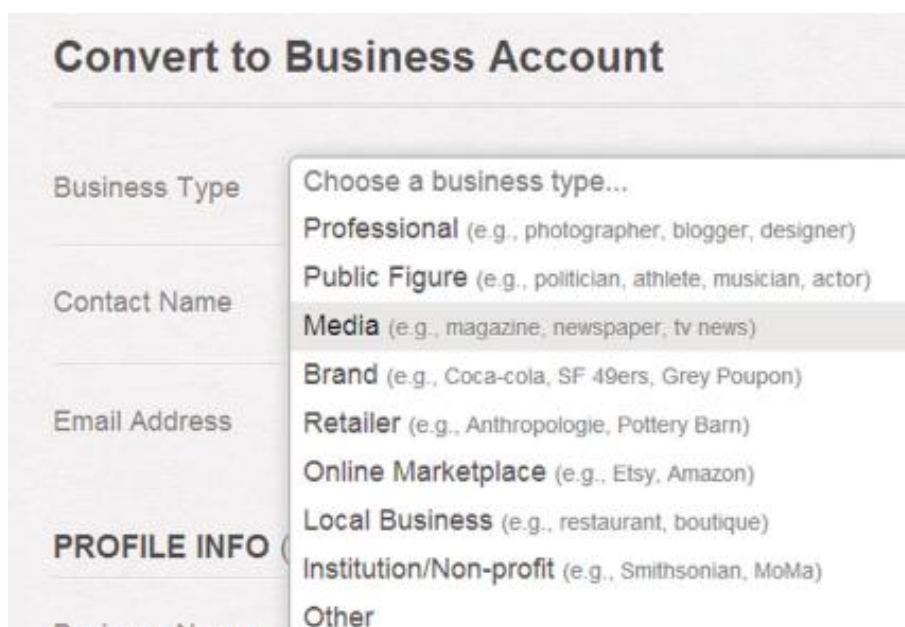 Convert to Business Account
Business Type
Choose a business type...
Professional (e.g., photographer, blogger, designer)
Public Figure (e.g., politician, athlete, musician, actor)
Contact Name
Media (e.g., magazine, newspaper, tv news)
Brand (e.g., Coca-cola, SF 49ers, Grey Poupon)
Email Address
Retailer (e.g., Anthropologie, Pottery Barn)
Online Marketplace (e.g., Etsy, Amazon)
Local Business (e.g., restaurant, boutique)
PROFILE INFO (
Institution/Non-profit (e.g., Smithsonian, MoMa)
Other